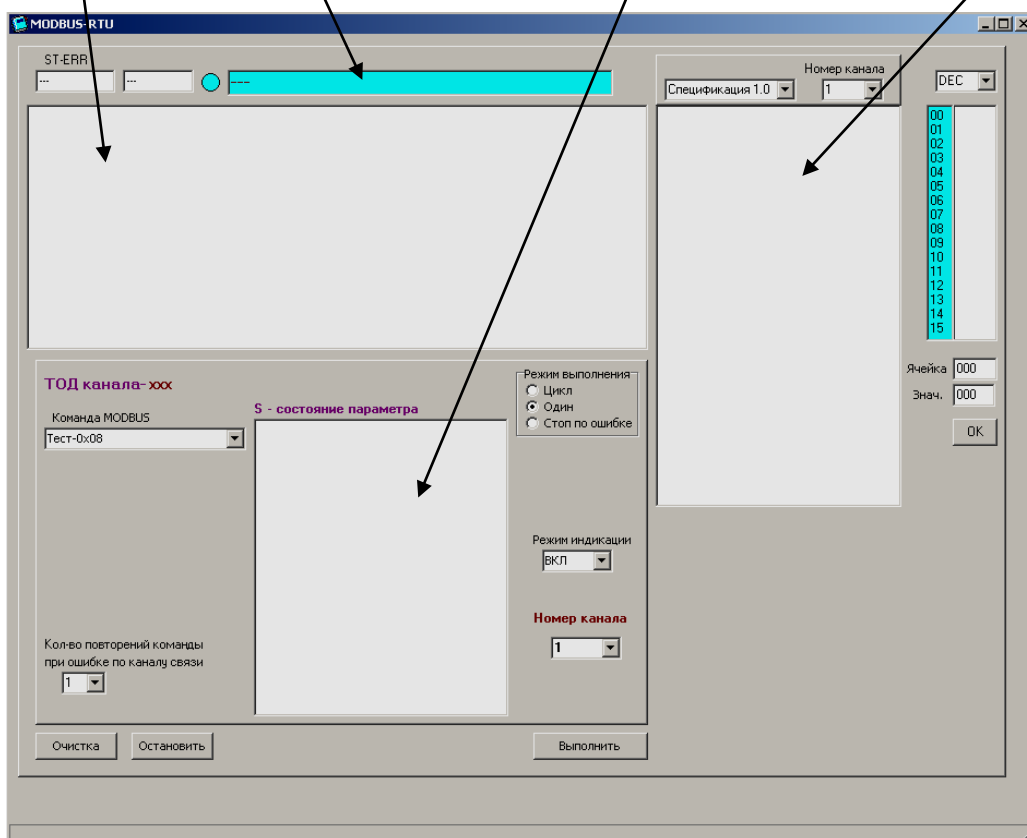 MODBUS-RTU
ST-ERR
---
---
---
Номер канала
Спецификация 1.0
1
DEC
00
01
02
03
04
05
06
07
08
09
10
11
12
13
14
15
Ячейка 000
Знач. 000
OK
ТОД канала- xxx
Команда MODBUS
Тест-0x08
S - состояние параметра
Режим выполнения
Цикл
Один
Стоп по ошибке
Режим индикации
ВКЛ
Номер канала
1
Кол-во повторений команды
при ошибке по каналу связи
1
Очистка
Остановить
Выполнить